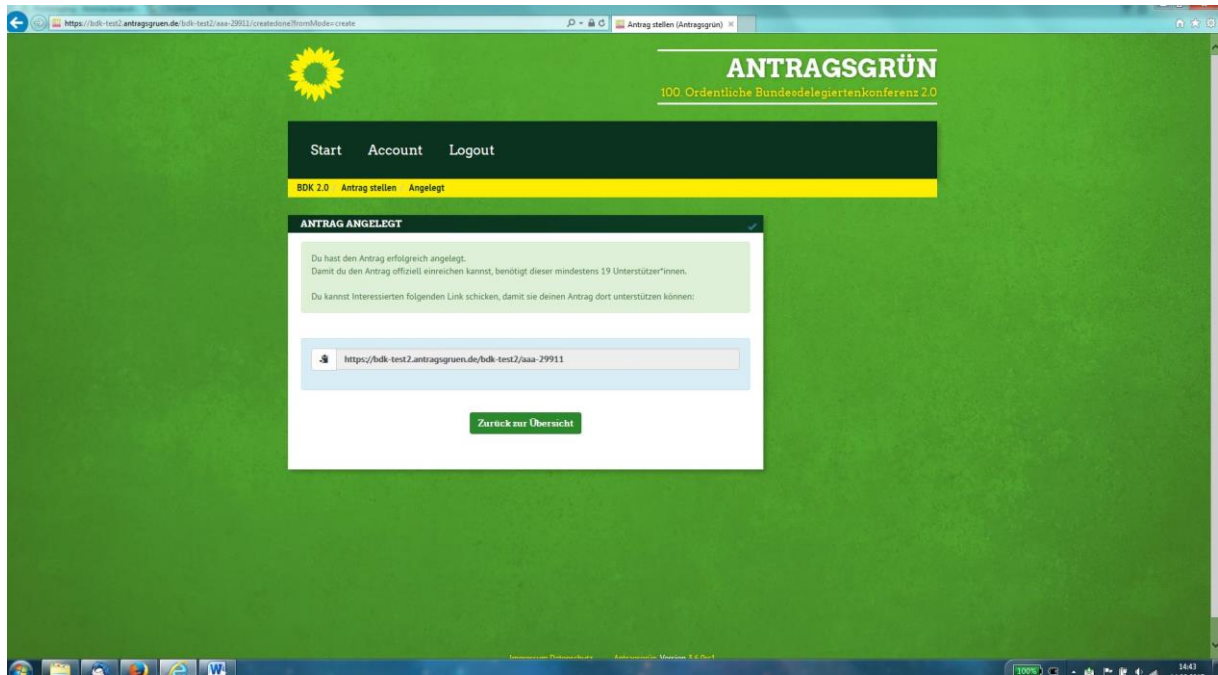 https://bdk-test2.antragsgruen.de/bdk-test2/aaa-29911/createdone?fromMode=create
Antrag stellen (Antragsgrün)
ANTRAGSGRÜN
100. Ordentliche Bundesdelegiertenkonferenz 2.0
Start Account Logout
BDK 2.0 Antrag stellen Angelegt
ANTRAG ANGELEGT
Du hast den Antrag erfolgreich angelegt.
Damit du den Antrag offiziell einreichen kannst, benötigt dieser mindestens 19 Unterstützer*innen.
Du kannst Interessierten folgenden Link schicken, damit sie deinen Antrag dort unterstützen können:
https://bdk-test2.antragsgruen.de/bdk-test2/aaa-29911
Zurück zur Übersicht
Impressum Datenschutz Antragsgrün, Version
100%
14:43